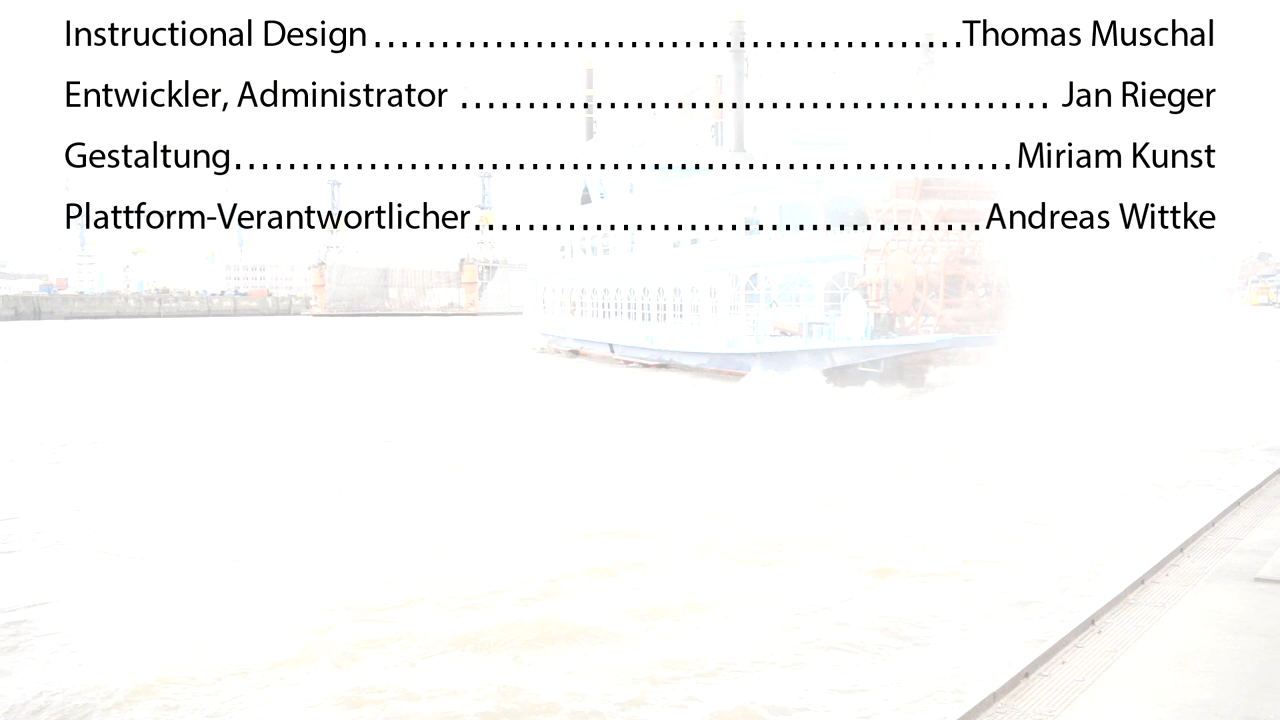 Instructional Design ............................................Thomas Muschal
Entwickler, Administrator ............................................ Jan Rieger
Gestaltung..........................................................Miriam Kunst
Plattform-Verantwortlicher......................................Andreas Wittke